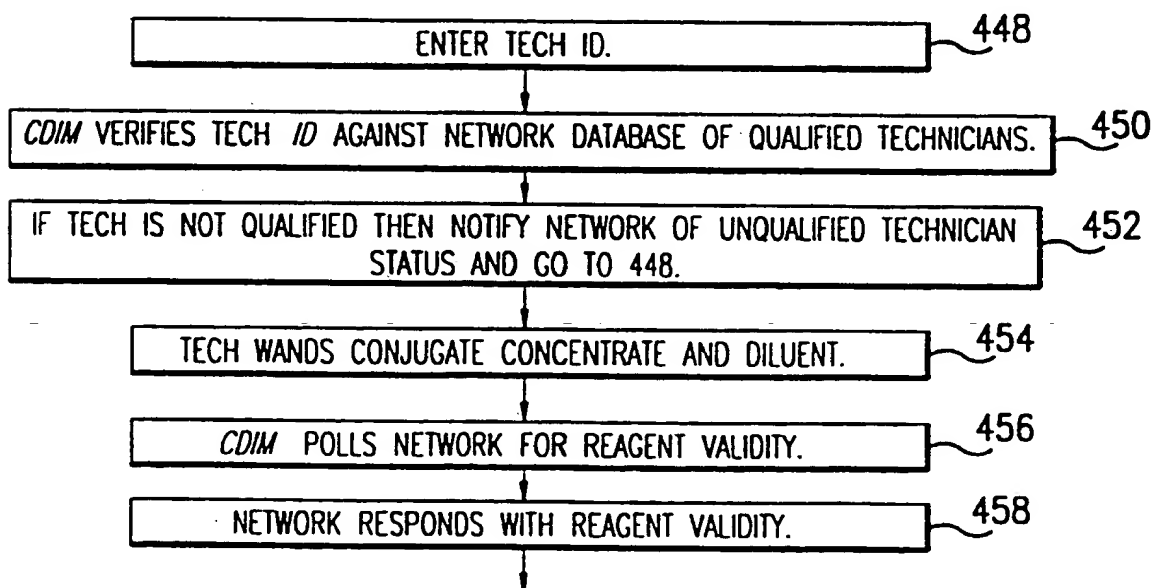 ENTER TECH ID. 448
CDIM VERIFIES TECH ID AGAINST NETWORK DATABASE OF QUALIFIED TECHNICIANS. 450
IF TECH IS NOT QUALIFIED THEN NOTIFY NETWORK OF UNQUALIFIED TECHNICIAN 452
STATUS AND GO TO 448.
TECH WANDS CONJUGATE CONCENTRATE AND DILUENT. 454
CDIM POLLS NETWORK FOR REAGENT VALIDITY. 456
NETWORK RESPONDS WITH REAGENT VALIDITY. 458